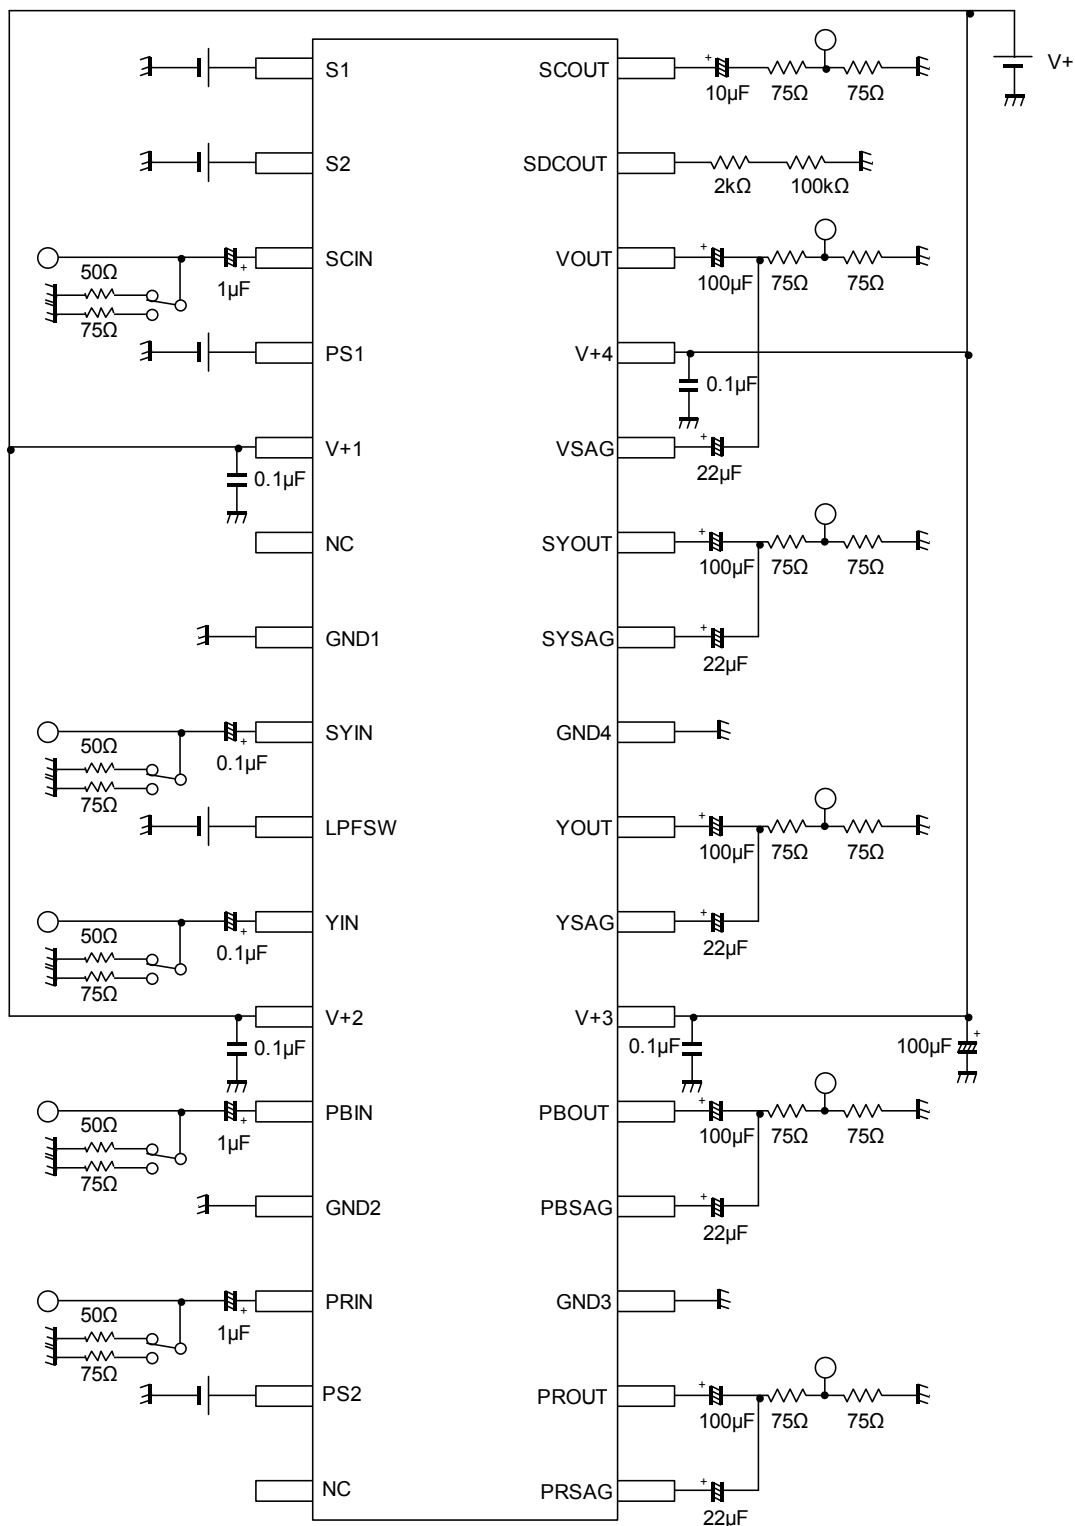 V+
S1
SCOUT
10µF
75Ω
75Ω
S2
SDCOUT
2kΩ
100kΩ
SCIN
50Ω
75Ω
1µF
VOUT
100µF
75Ω
75Ω
PS1
V+4
0.1µF
V+1
0.1µF
VSAG
22µF
NC
SYOUT
100µF
75Ω
75Ω
GND1
SYSAG
22µF
SYIN
50Ω
75Ω
0.1µF
GND4
LPFSW
YOUT
100µF
75Ω
75Ω
YIN
50Ω
75Ω
0.1µF
YSAG
22µF
V+2
0.1µF
V+3
0.1µF
100µF
PBIN
50Ω
75Ω
1µF
PBOUT
100µF
75Ω
75Ω
GND2
PBSAG
22µF
PRIN
50Ω
75Ω
1µF
GND3
PS2
PROUT
100µF
75Ω
75Ω
NC
PRSAG
22µF